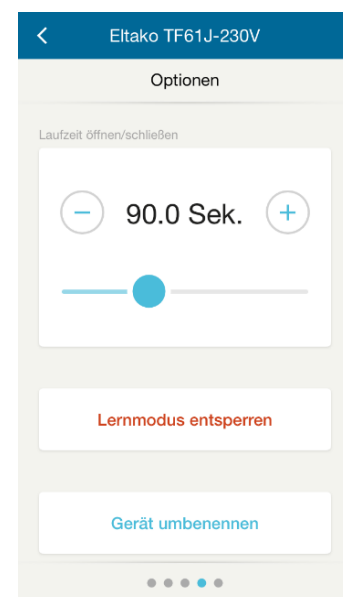 Eltako TF61J-230V
Optionen
Laufzeit öffnen/schließen
90.0 Sek.
Lernmodus entsperren
Gerät umbenennen